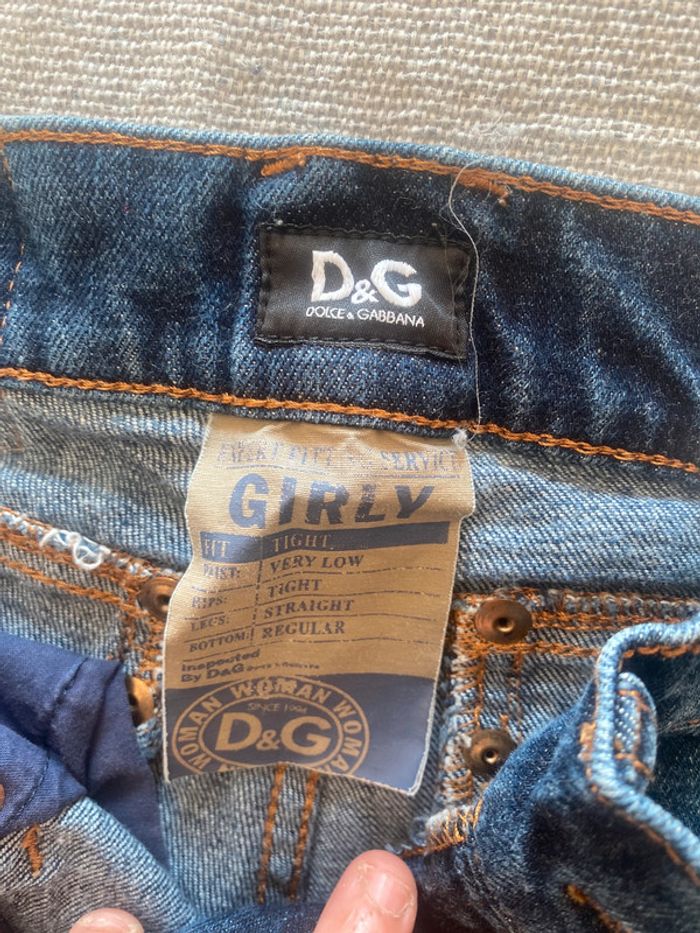 D&G
DOLCE & GABBANA
SERVICE
GIRLY
FIT TIGHT
WAIST: VERY LOW
HIPS: TIGHT
LEGS: STRAIGHT
BOTTOM: REGULAR
Inspected
By D&G
WOMAN WOMAN WOMAN
SINCE 1994
D&G